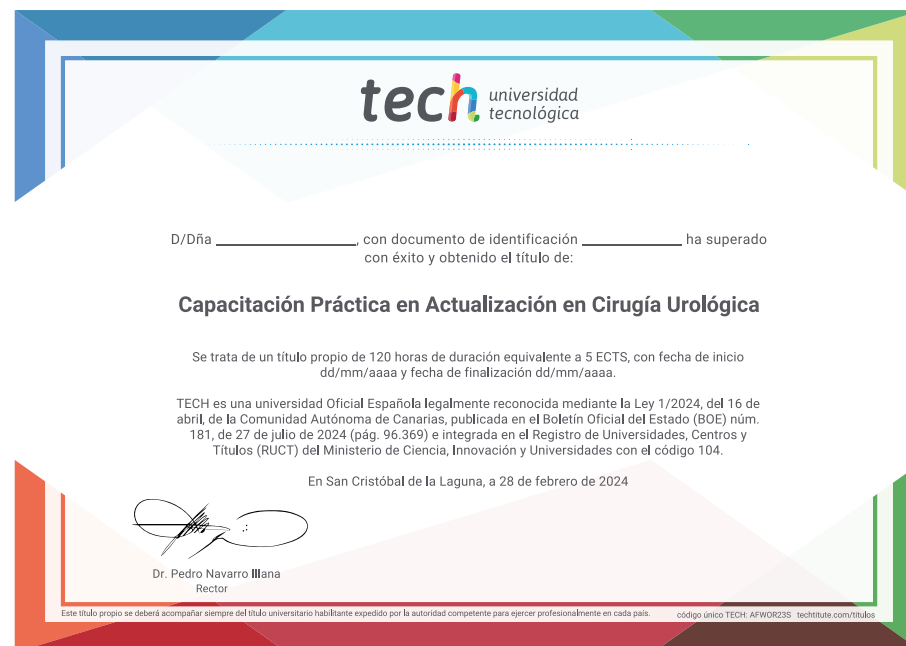 tech universidad
tecnológica
D/Dña ____________, con documento de identificación ____________ ha superado
con éxito y obtenido el título de:
Capacitación Práctica en Actualización en Cirugía Urológica
Se trata de un título propio de 120 horas de duración equivalente a 5 ECTS, con fecha de inicio
dd/mm/aaaa y fecha de finalización dd/mm/aaaa.
TECH es una universidad Oficial Española legalmente reconocida mediante la Ley 1/2024, del 16 de
abril, de la Comunidad Autónoma de Canarias, publicada en el Boletín Oficial del Estado (BOE) núm.
181, de 27 de julio de 2024 (pág. 96.369) e integrada en el Registro de Universidades, Centros y
Títulos (RUCT) del Ministerio de Ciencia, Innovación y Universidades con el código 104.
En San Cristóbal de la Laguna, a 28 de febrero de 2024
Dr. Pedro Navarro Illana
Rector
Este título propio se deberá acompañar siempre del título universitario habilitante expedido por la autoridad competente para ejercer profesionalmente en cada país.
código único TECH: AFWOR23S techtitute.com/titulos